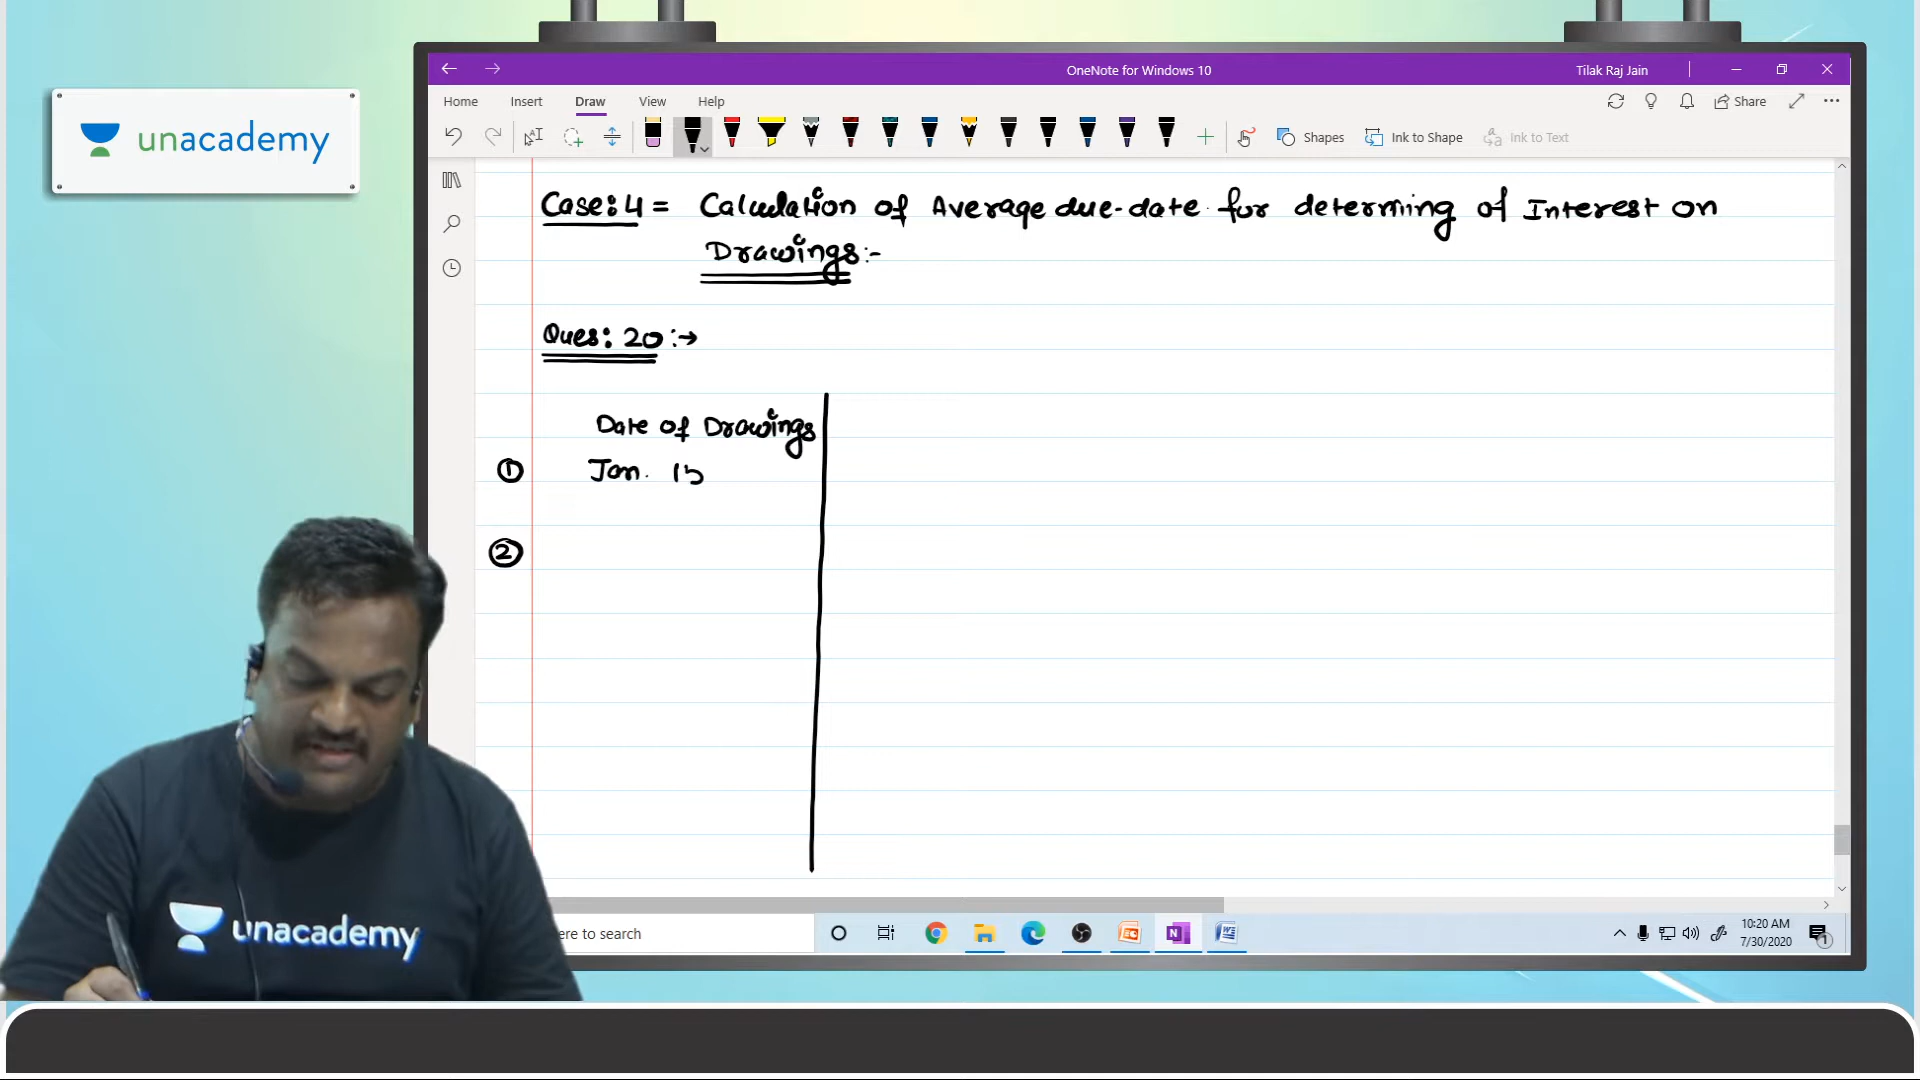 unacademy
OneNote for Windows 10
Tilak Raj Jain
Home Insert Draw View Help
Share
Shapes
Ink to Shape
Ink to Text
Case: 4 = Calculation of Average due-date for determing of Interest on
Drawings:-
Ques: 20 :→
Date of Drawings
① Jan. 15
②
unacademy
ere to search
10:20 AM
7/30/2020
1